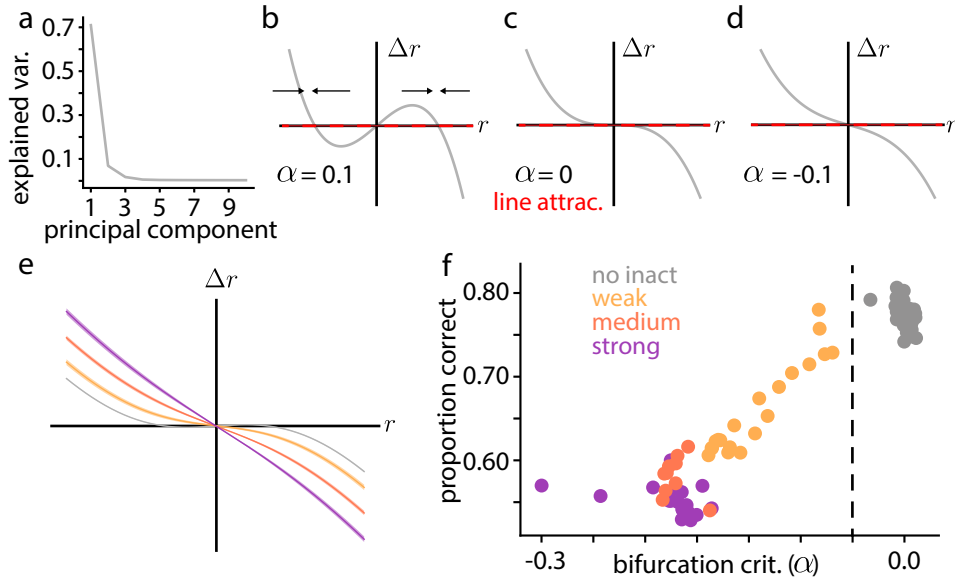 a
0.7
0.5
0.3
0.1
explained var.
1 3 5 7 9
principal component
b
Δr
r
α = 0.1
c
Δr
r
α = 0
line attrac.
d
Δr
r
α = -0.1
e
Δr
r
f
no inact
weak
medium
strong
0.80
0.70
0.60
proportion correct
-0.3 0.0
bifurcation crit. (α)